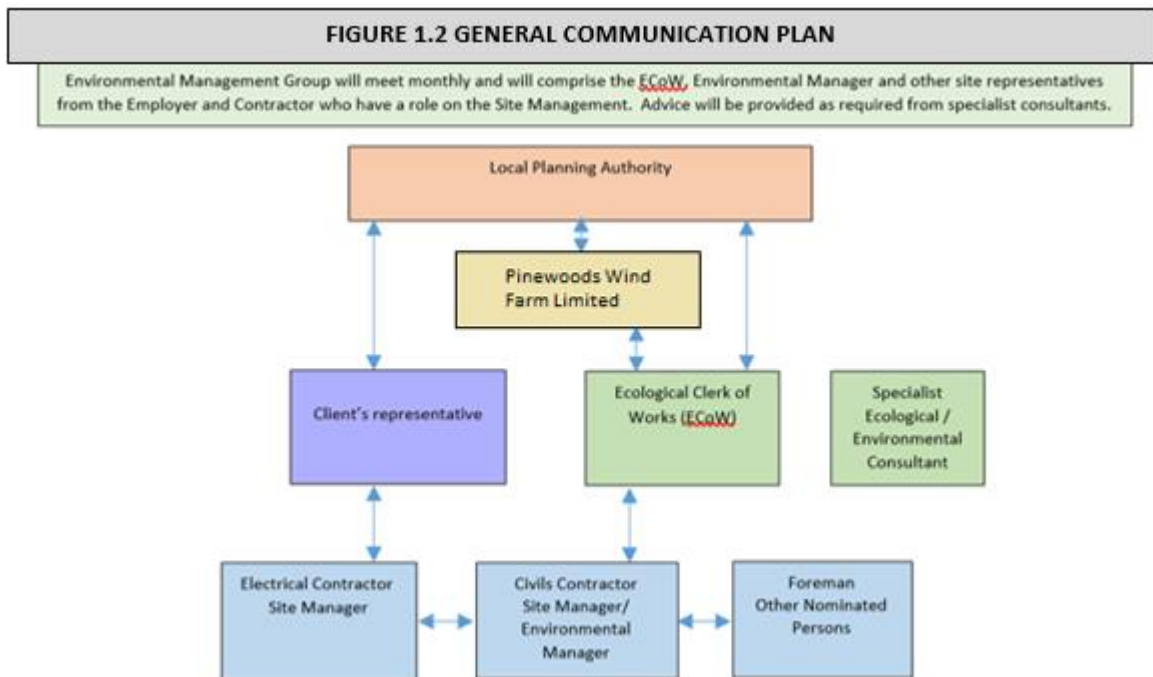 FIGURE 1.2 GENERAL COMMUNICATION PLAN
Environmental Management Group will meet monthly and will comprise the ECoW, Environmental Manager and other site representatives
from the Employer and Contractor who have a role on the Site Management.  Advice will be provided as required from specialist consultants.
Local Planning Authority
Pinewoods Wind
Farm Limited
Client's representative
Ecological Clerk of
Works (ECoW)
Specialist
Ecological /
Environmental
Consultant
Electrical Contractor
Site Manager
Civils Contractor
Site Manager/
Environmental
Manager
Foreman
Other Nominated
Persons